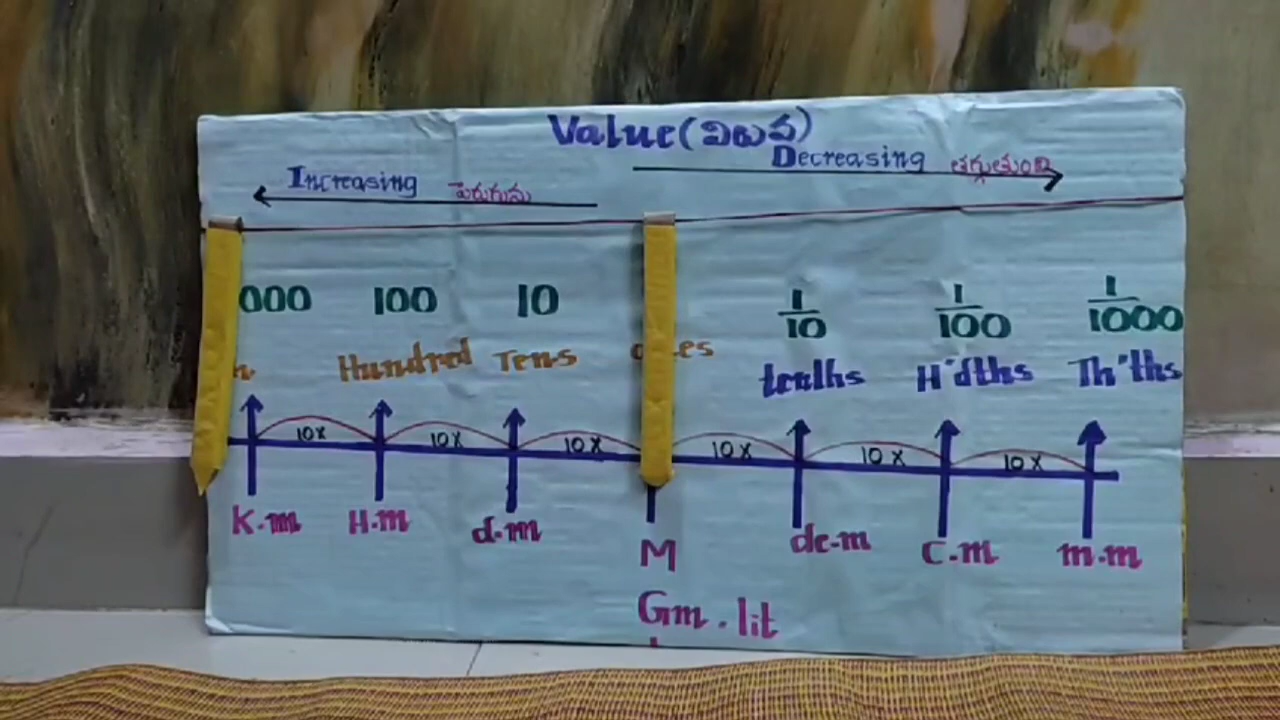 Value (విలువ)
Increasing పెరుగును
Decreasing తగ్గుతుంది
000 100 10
1/10 1/100 1/1000
Hundred Tens
tenths H'dths Th'ths
10x 10x 10x 10x 10x 10x
K.m H.m d.m M dc.m C.m m.m
Gm . lit